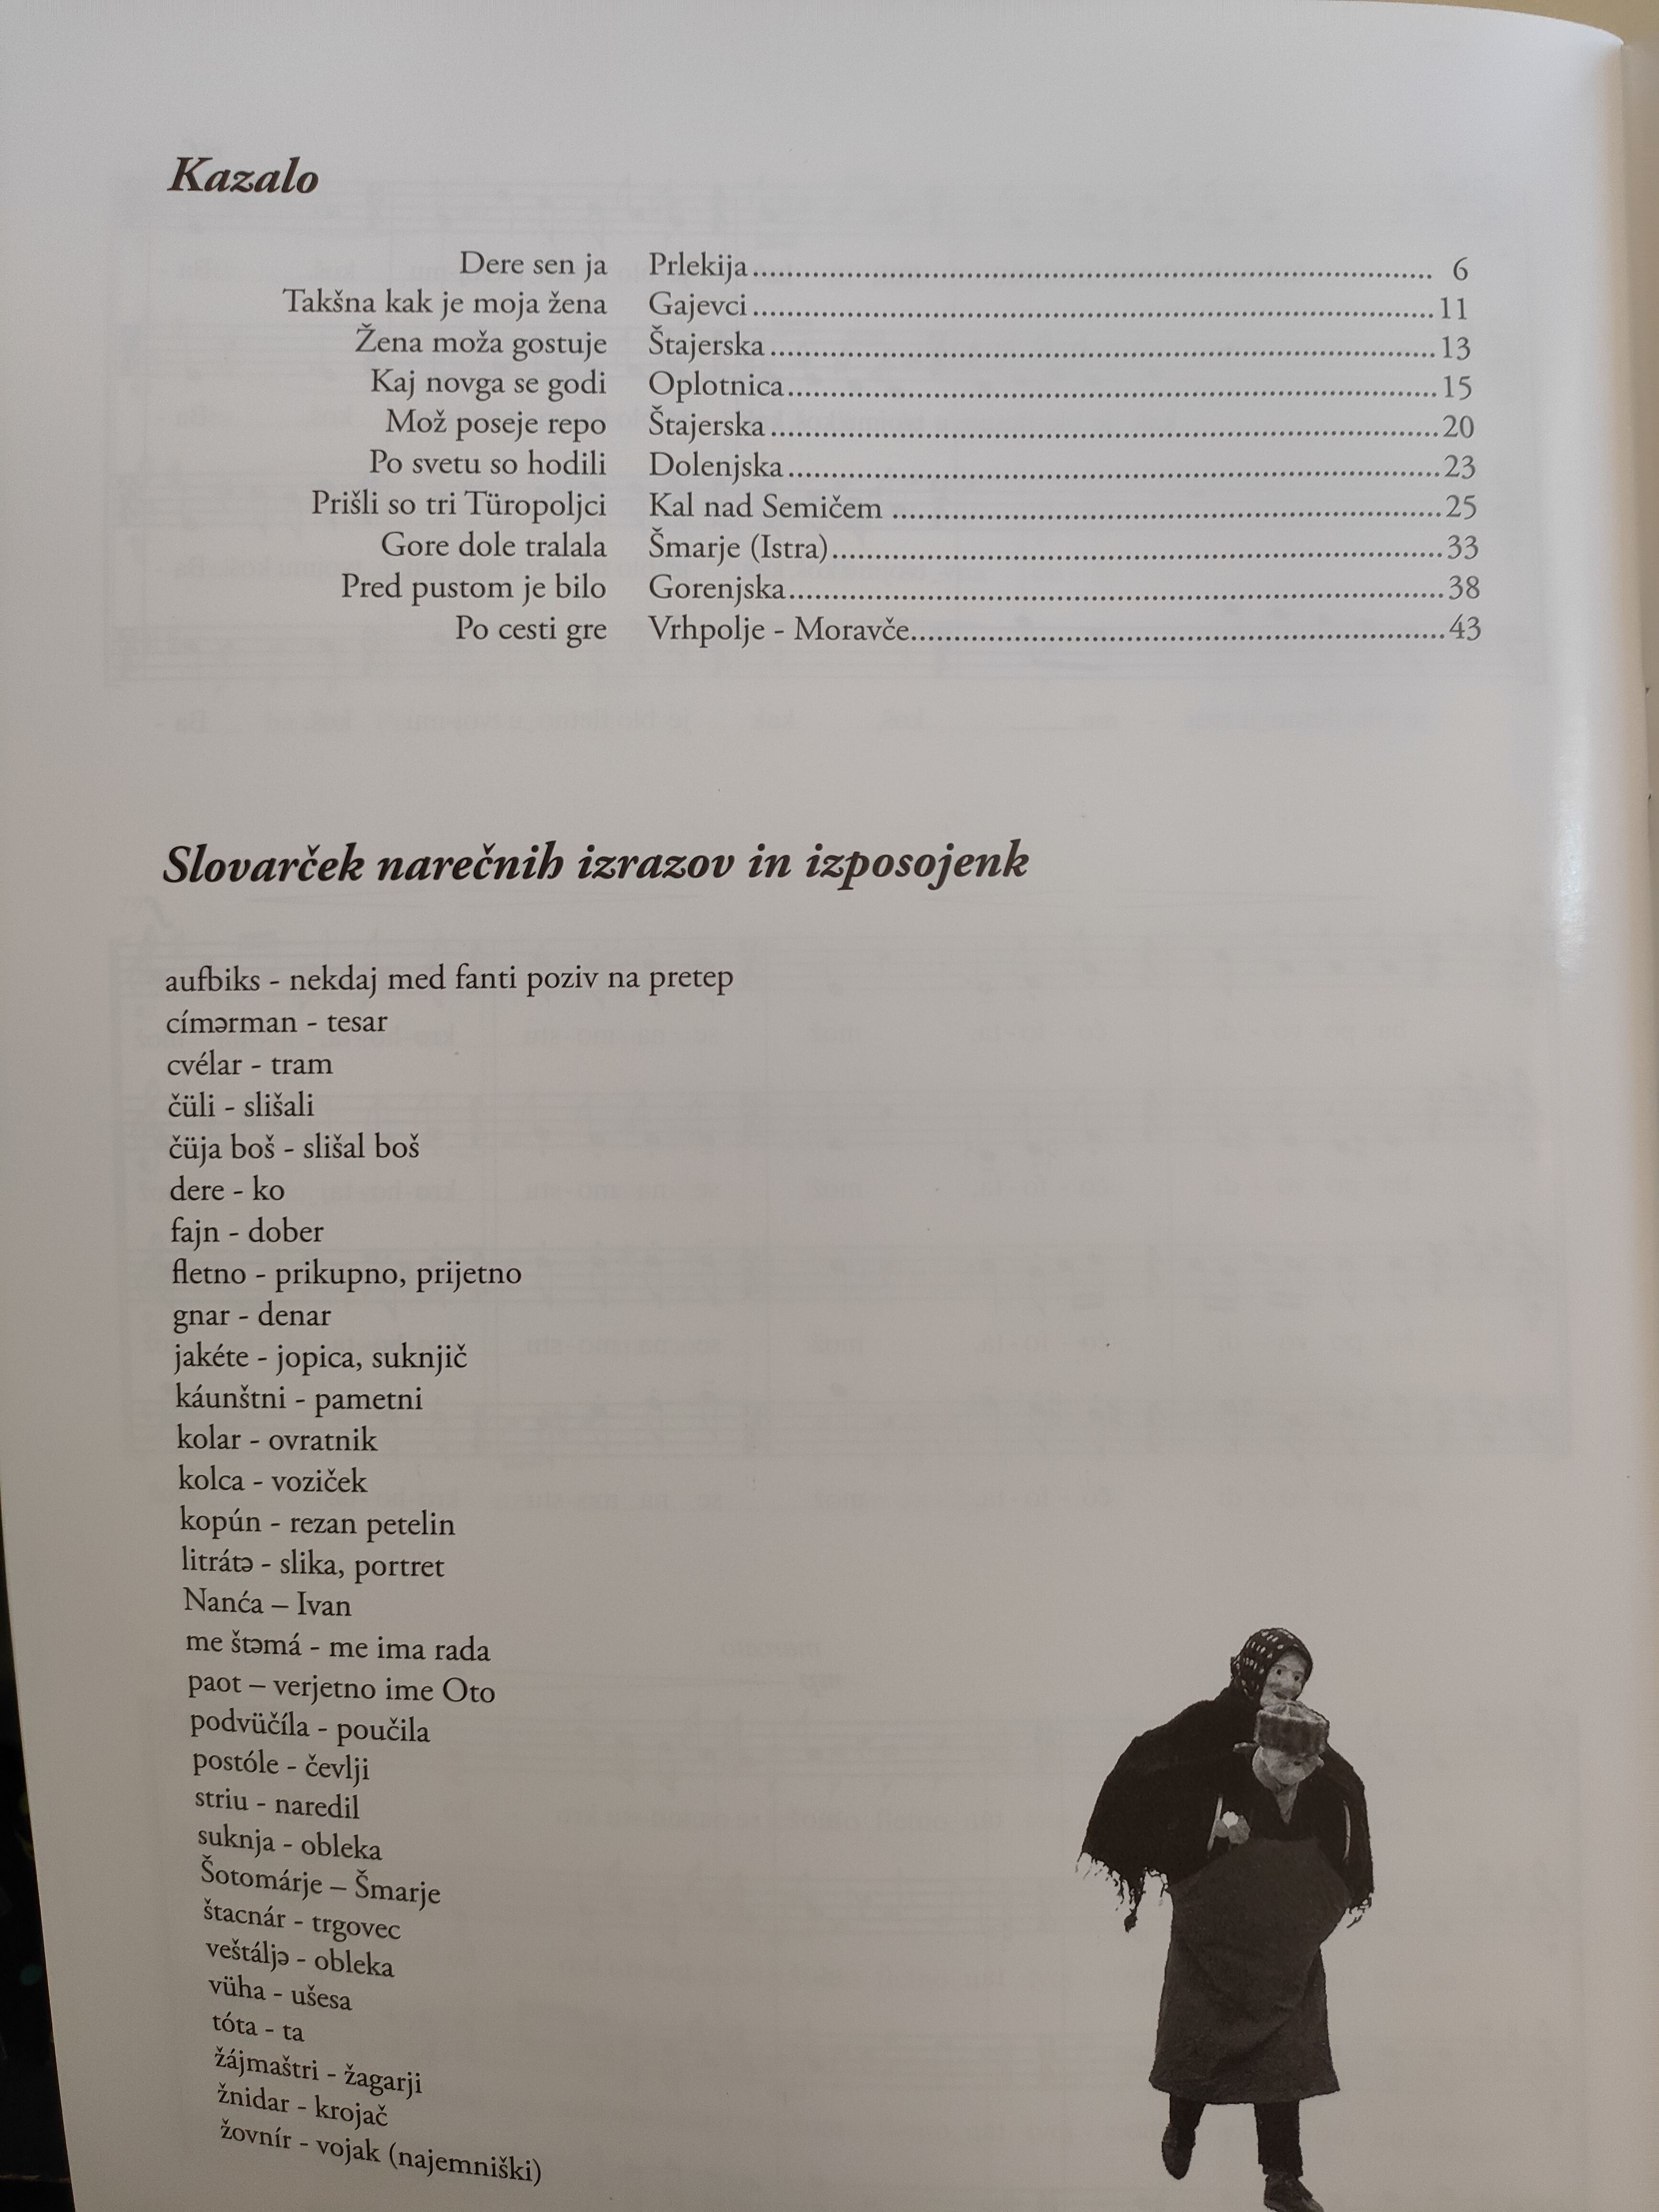 Kazalo
Dere sen ja Prlekija 6
Takšna kak je moja žena Gajevci 11
Žena moža gostuje Štajerska 13
Kaj novga se godi Oplotnica 15
Mož poseje repo Štajerska 20
Po svetu so hodili Dolenjska 23
Prišli so tri Türopoljci Kal nad Semičem 25
Gore dole tralala Šmarje (Istra) 33
Pred pustom je bilo Gorenjska 38
Po cesti gre Vrhpolje - Moravče 43
Slovarček narečnih izrazov in izposojenk
aufbiks - nekdaj med fanti poziv na pretep
címərman - tesar
cvélar - tram
čüli - slišali
čüja boš - slišal boš
dere - ko
fajn - dober
fletno - prikupno, prijetno
gnar - denar
jakéte - jopica, suknjič
káunštni - pametni
kolar - ovratnik
kolca - voziček
kopún - rezan petelin
litrátə - slika, portret
Nanća – Ivan
me štəmá - me ima rada
paot – verjetno ime Oto
podvüčíla - poučila
postóle - čevlji
striu - naredil
suknja - obleka
Šotomárje – Šmarje
štacnár - trgovec
veštáljə - obleka
vüha - ušesa
tóta - ta
žájmaštri - žagarji
žnidar - krojač
žovnír - vojak (najemniški)